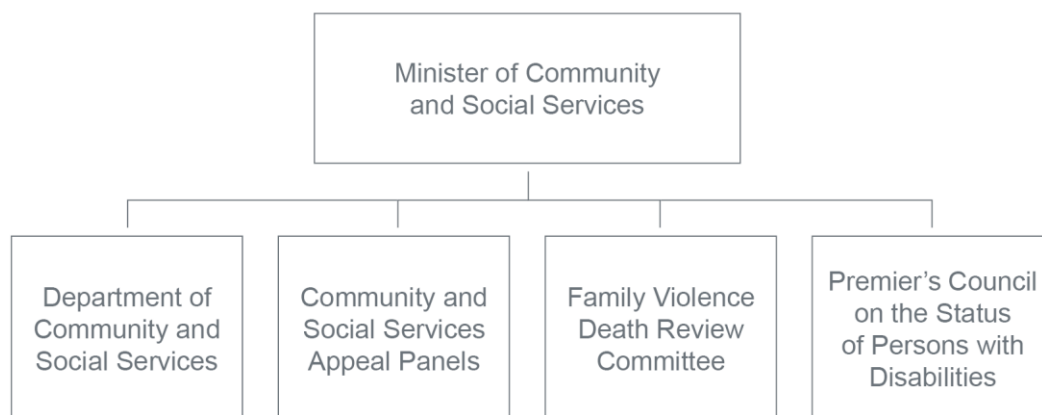 Minister of Community
and Social Services
Department of
Community and
Social Services
Community and
Social Services
Appeal Panels
Family Violence
Death Review
Committee
Premier’s Council
on the Status
of Persons with
Disabilities